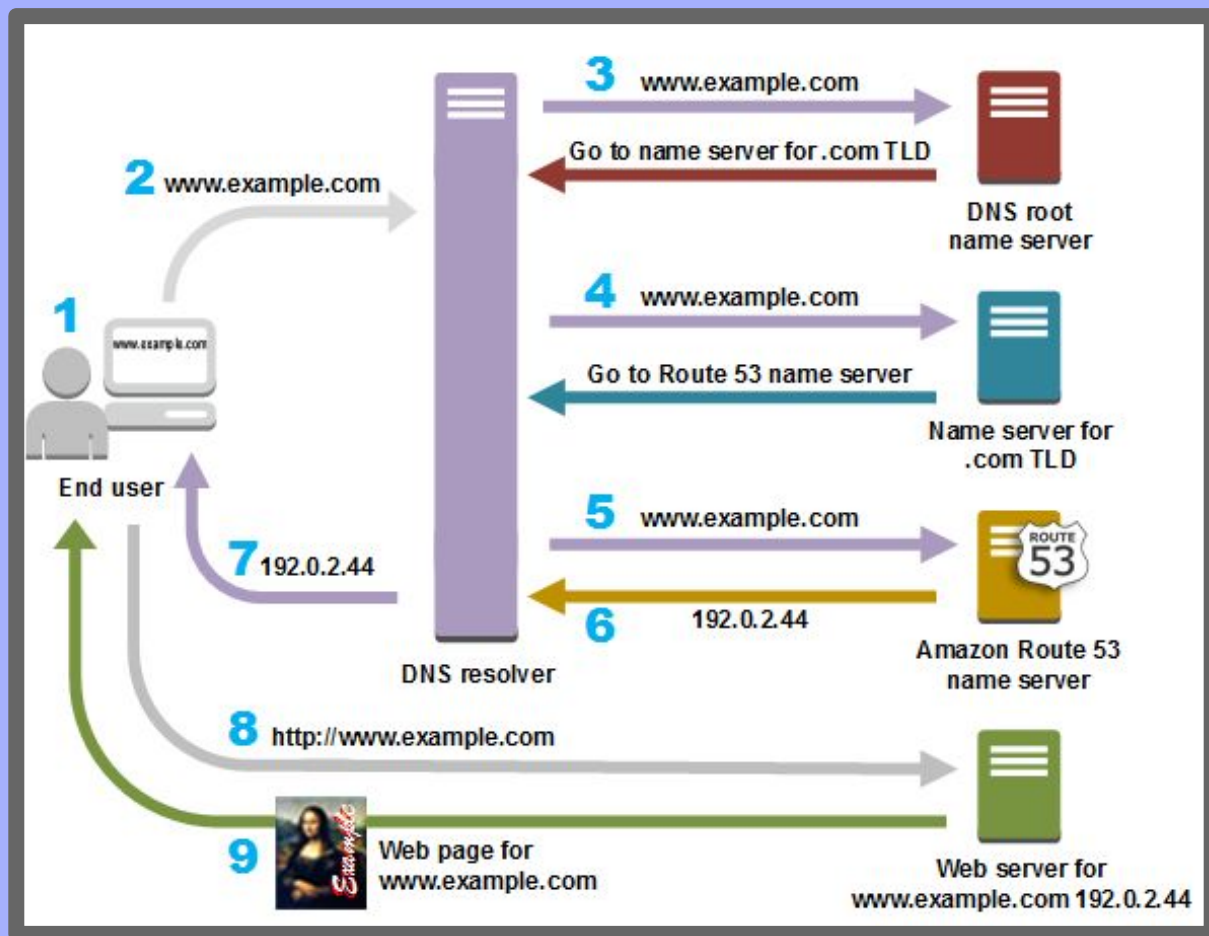 1
www.example.com
End user
2 www.example.com
DNS resolver
3 www.example.com
Go to name server for .com TLD
DNS root
name server
4 www.example.com
Go to Route 53 name server
Name server for
.com TLD
5 www.example.com
ROUTE
53
6 192.0.2.44
Amazon Route 53
name server
7 192.0.2.44
8 http://www.example.com
9
Example
Web page for
www.example.com
Web server for
www.example.com 192.0.2.44